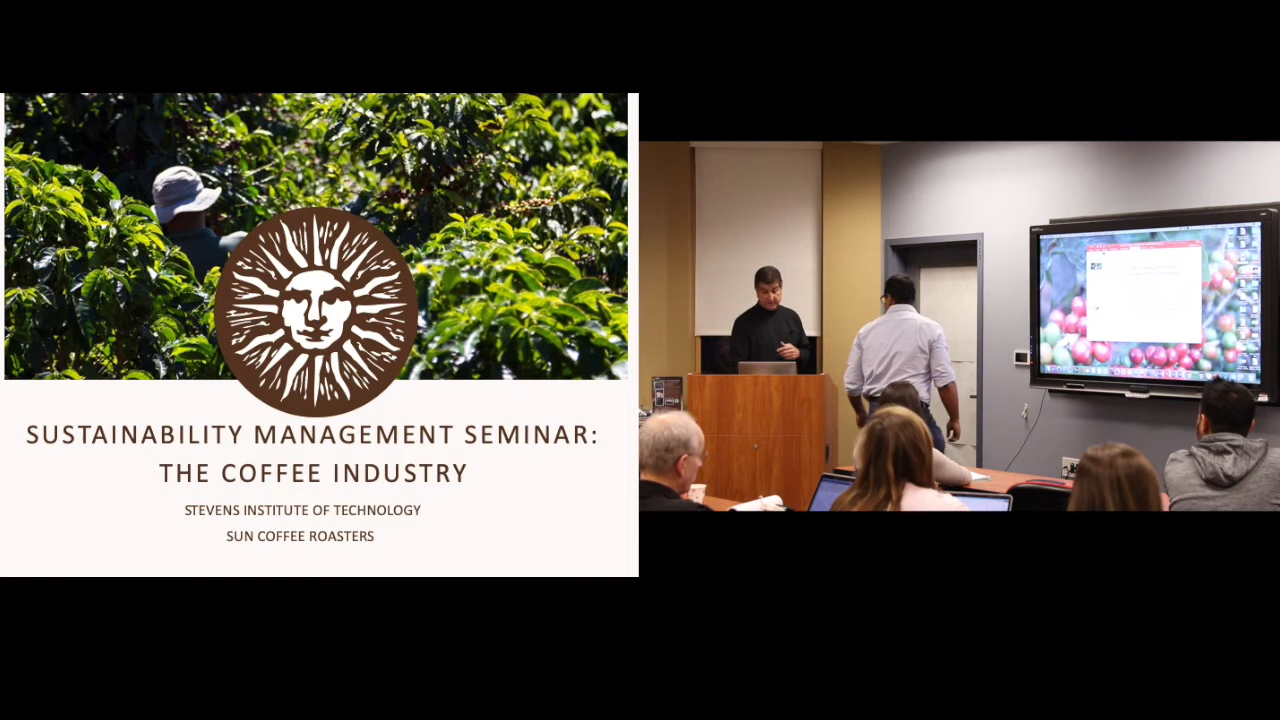 SUSTAINABILITY MANAGEMENT SEMINAR:
THE COFFEE INDUSTRY
STEVENS INSTITUTE OF TECHNOLOGY
SUN COFFEE ROASTERS